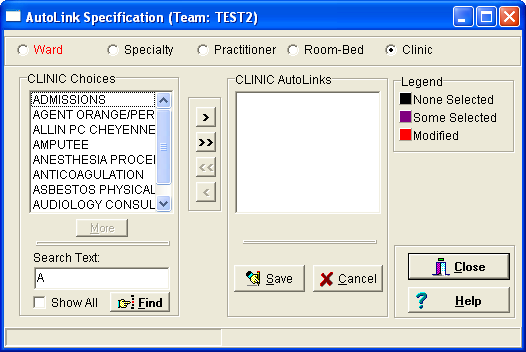 AutoLink Specification (Team: TEST2)
Ward
Specialty
Practitioner
Room-Bed
Clinic
CLINIC Choices
ADMISSIONS
AGENT ORANGE/PER
ALLIN PC CHEYENNE
AMPUTEE
ANESTHESIA PROCEI
ANTICOAGULATION
ASBESTOS PHYSICAL
AUDIOLOGY CONSUL
More
Search Text:
A
Show All
Find
>
>>
<<
<
CLINIC AutoLinks
Save
Cancel
Legend
None Selected
Some Selected
Modified
Close
? Help